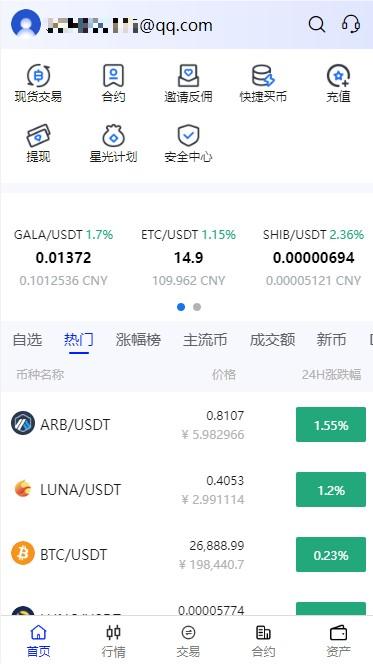 @qq.com
现货交易 合约 邀请反佣 快捷买币 充值
提现 星光计划 安全中心
GALA/USDT 1.7% ETC/USDT 1.15% SHIB/USDT 2.36%
0.01372 14.9 0.00000694
0.1012536 CNY 109.962 CNY 0.00005121 CNY
自选 热门 涨幅榜 主流币 成交额 新币
币种名称 价格 24H涨跌幅
ARB/USDT 0.8107 1.55%
¥ 5.982966
LUNA/USDT 0.4053 1.2%
¥ 2.991114
BTC/USDT 26,888.99 0.23%
¥ 198,440.7
0.00005774
首页 行情 交易 合约 资产